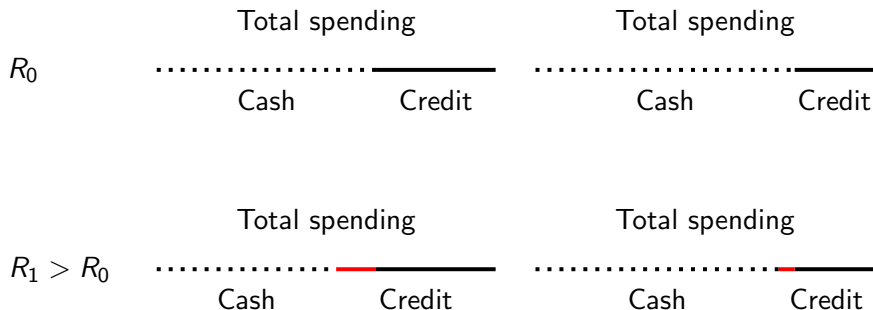 Total spending Total spending
R₀
Cash Credit Cash Credit
Total spending Total spending
R₁ > R₀
Cash Credit Cash Credit